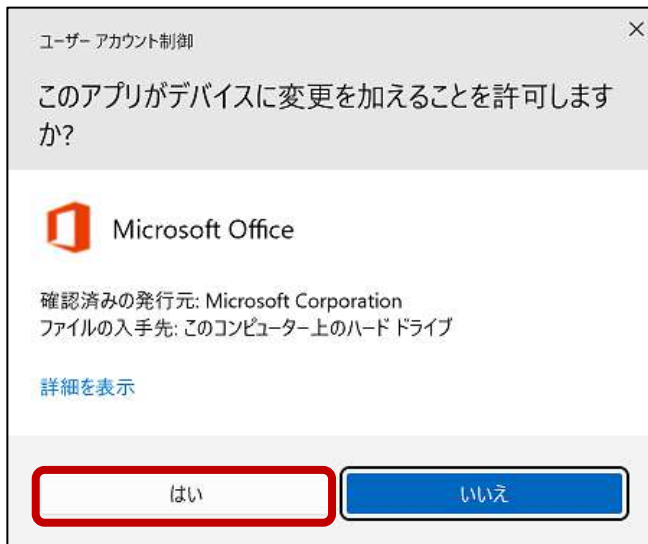 ユーザー アカウント制御
このアプリがデバイスに変更を加えることを許可します
か?
Microsoft Office
確認済みの発行元: Microsoft Corporation
ファイルの入手先: このコンピューター上のハード ドライブ
詳細を表示
はい
いいえ